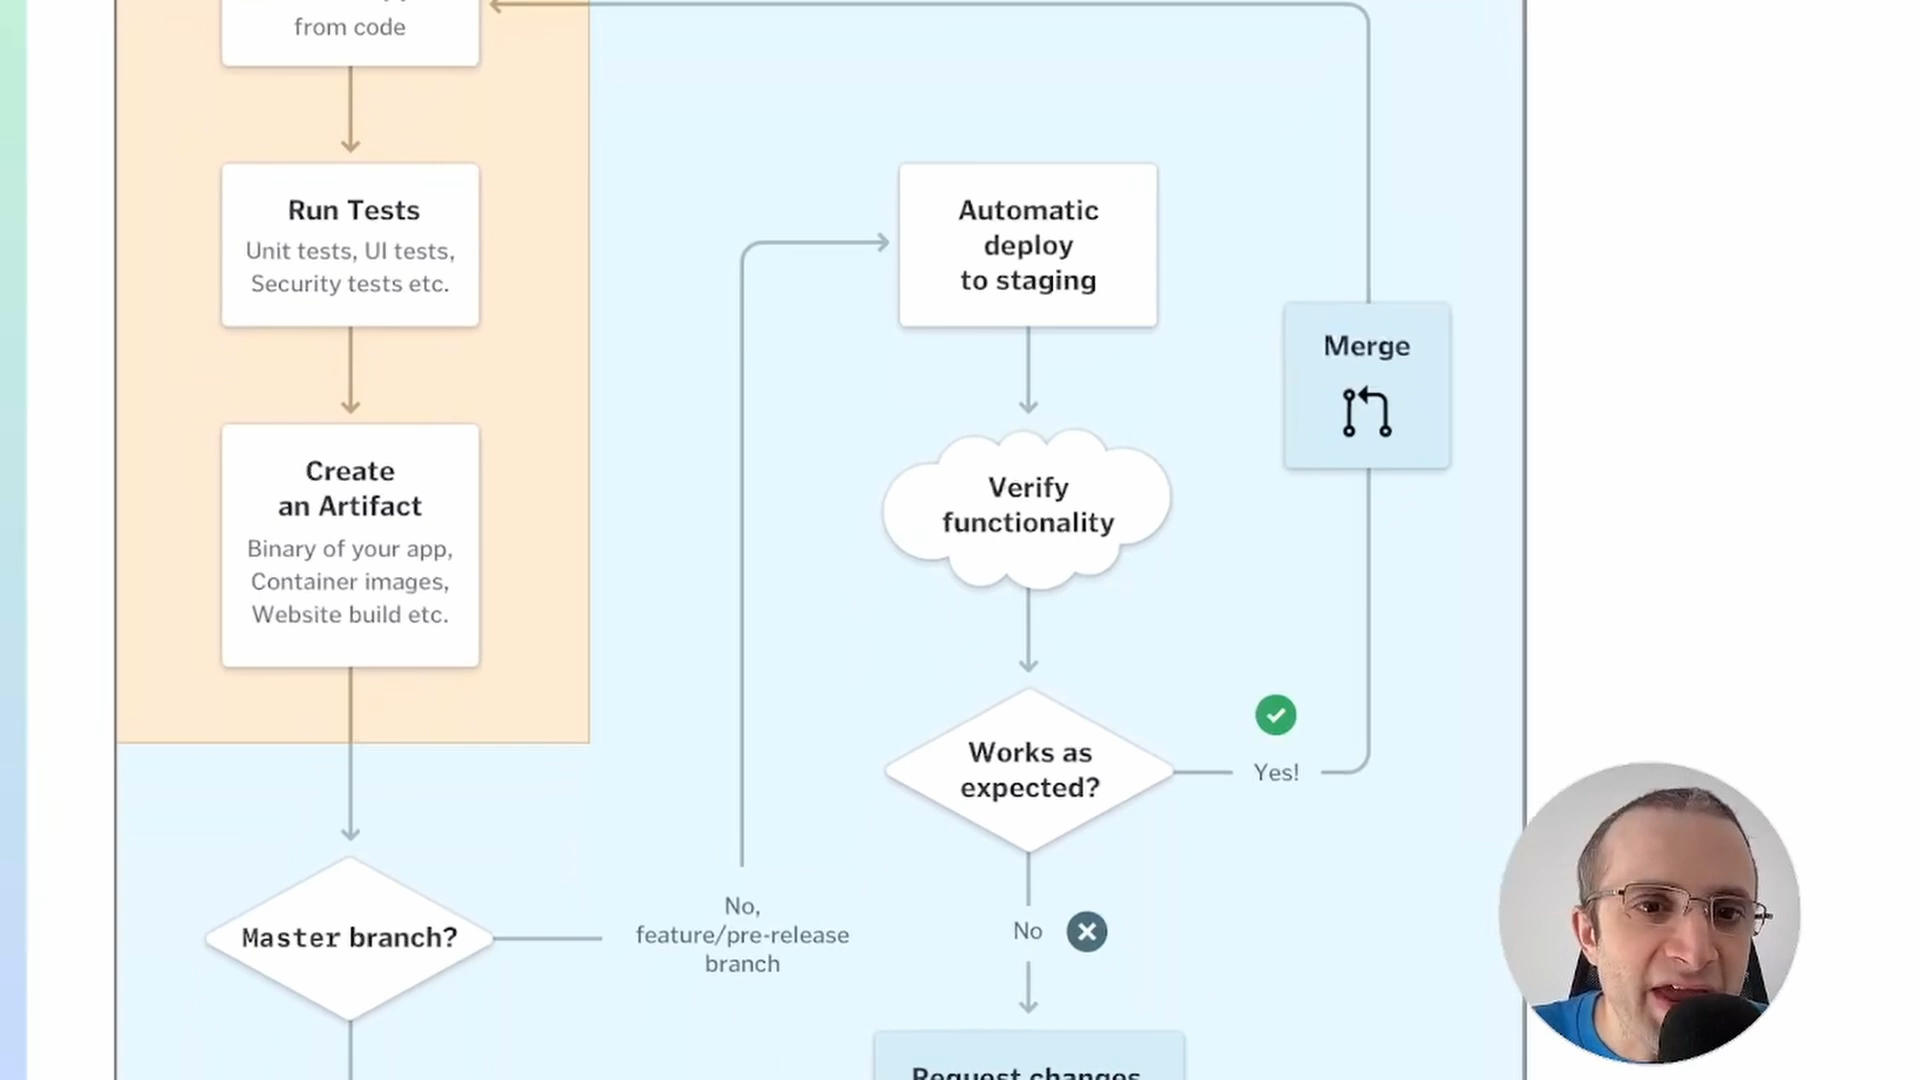 from code
Run Tests
Unit tests, UI tests,
Security tests etc.
Create
an Artifact
Binary of your app,
Container images,
Website build etc.
Master branch?
No,
feature/pre-release
branch
Automatic
deploy
to staging
Verify
functionality
Works as
expected?
Yes!
Merge
No
Request changes